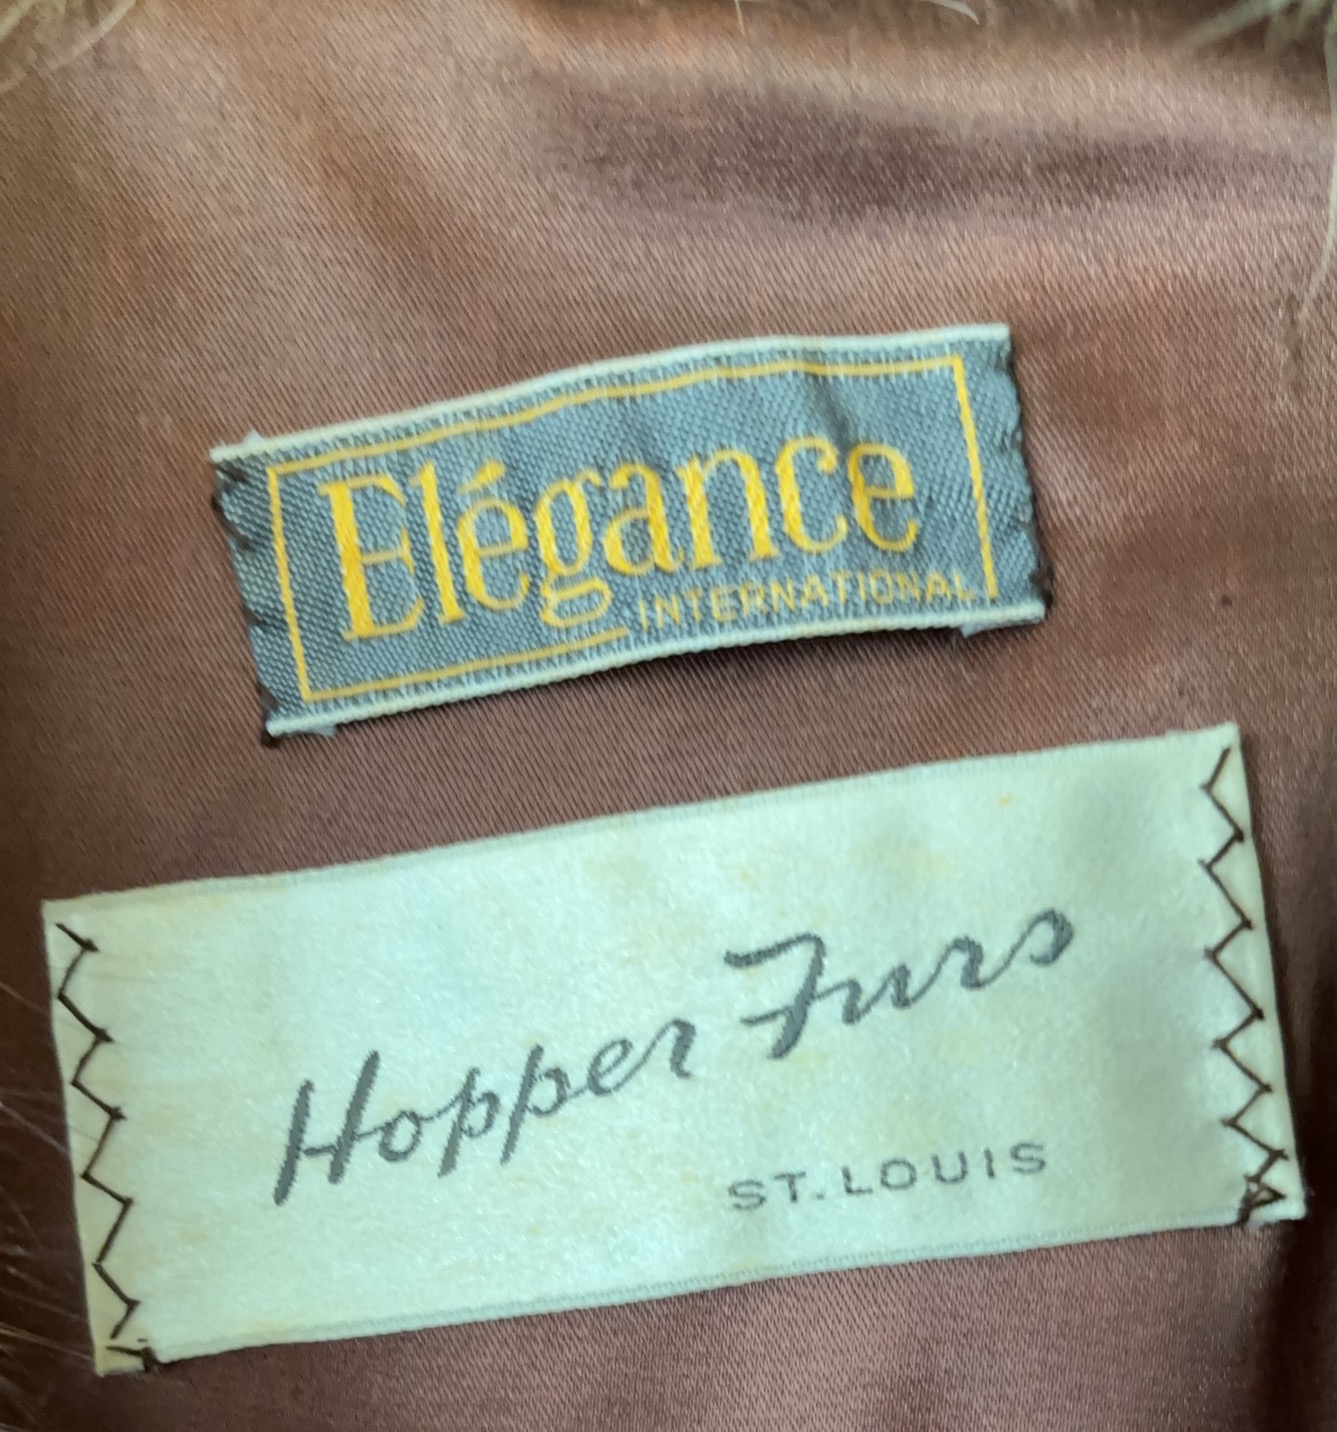 Elégance
INTERNATIONAL
Hopper Furs
ST. LOUIS